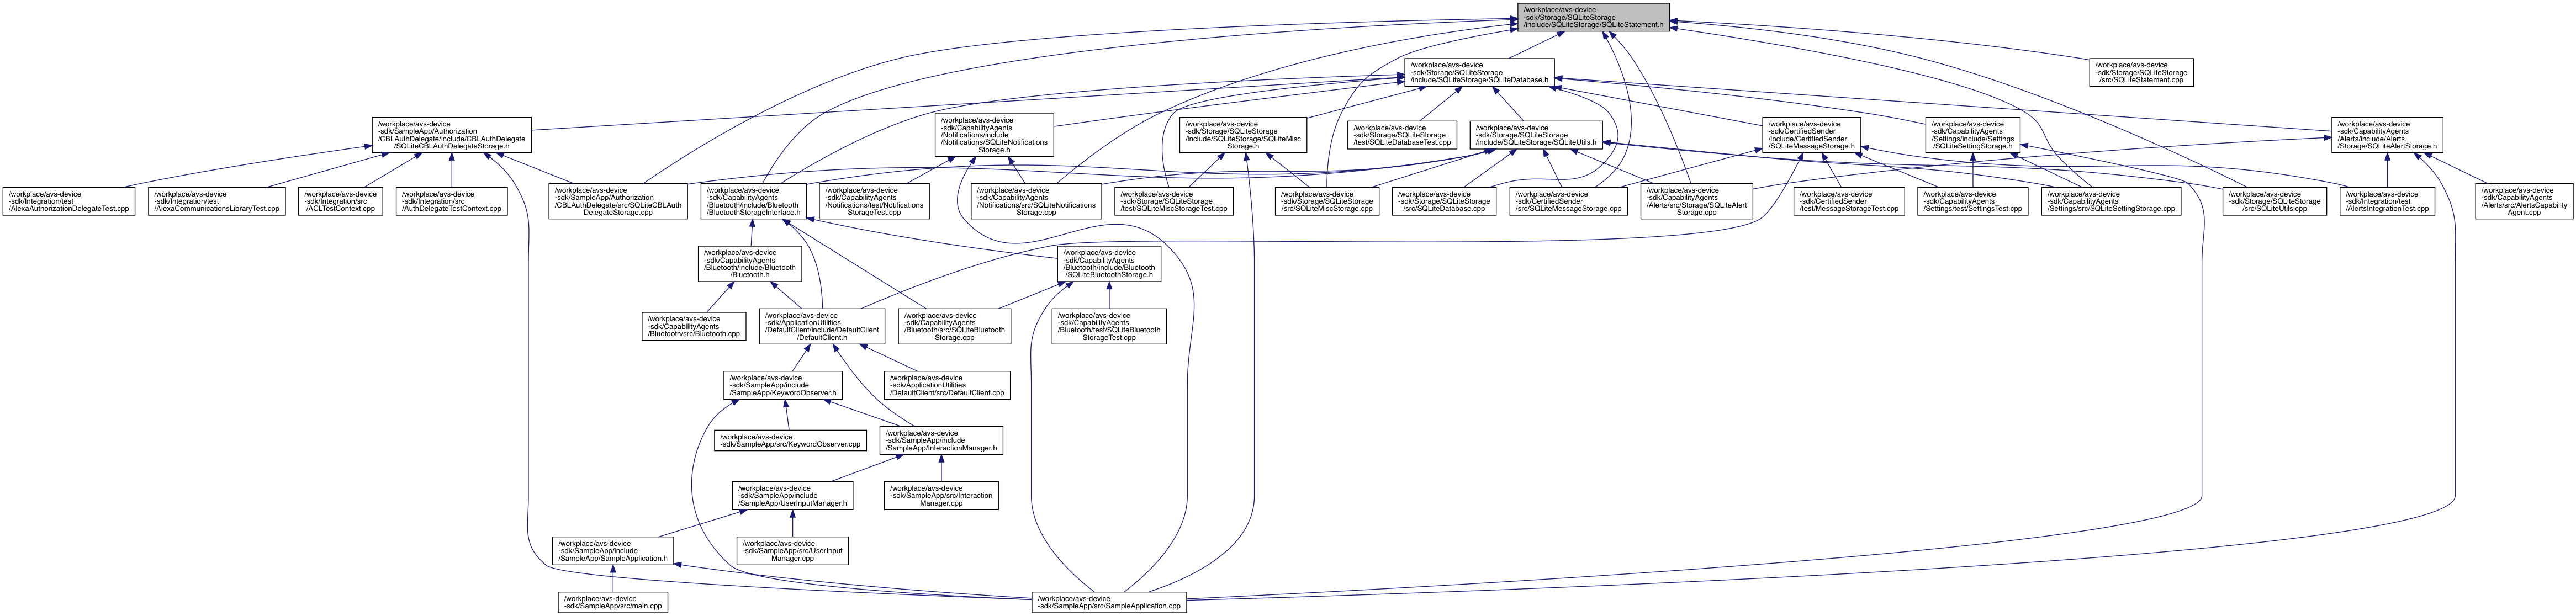 /workplace/avs-device
-sdk/Storage/SQLiteStorage
/include/SQLiteStorage/SQLiteStatement.h
/workplace/avs-device
-sdk/Storage/SQLiteStorage
/include/SQLiteStorage/SQLiteDatabase.h
/workplace/avs-device
-sdk/Storage/SQLiteStorage
/src/SQLiteStatement.cpp
/workplace/avs-device
-sdk/SampleApp/Authorization
/CBLAuthDelegate/include/CBLAuthDelegate
/SQLiteCBLAuthDelegateStorage.h
/workplace/avs-device
-sdk/CapabilityAgents
/Notifications/include
/Notifications/SQLiteNotifications
Storage.h
/workplace/avs-device
-sdk/Storage/SQLiteStorage
/include/SQLiteStorage/SQLiteMisc
Storage.h
/workplace/avs-device
-sdk/Storage/SQLiteStorage
/test/SQLiteDatabaseTest.cpp
/workplace/avs-device
-sdk/Storage/SQLiteStorage
/include/SQLiteStorage/SQLiteUtils.h
/workplace/avs-device
-sdk/CertifiedSender
/include/CertifiedSender
/SQLiteMessageStorage.h
/workplace/avs-device
-sdk/CapabilityAgents
/Settings/include/Settings
/SQLiteSettingStorage.h
/workplace/avs-device
-sdk/CapabilityAgents
/Alerts/include/Alerts
/Storage/SQLiteAlertStorage.h
/workplace/avs-device
-sdk/Integration/test
/AlexaAuthorizationDelegateTest.cpp
/workplace/avs-device
-sdk/Integration/test
/AlexaCommunicationsLibraryTest.cpp
/workplace/avs-device
-sdk/Integration/src
/ACLTestContext.cpp
/workplace/avs-device
-sdk/Integration/src
/AuthDelegateTestContext.cpp
/workplace/avs-device
-sdk/SampleApp/Authorization
/CBLAuthDelegate/src/SQLiteCBLAuth
DelegateStorage.cpp
/workplace/avs-device
-sdk/CapabilityAgents
/Bluetooth/include/Bluetooth
/BluetoothStorageInterface.h
/workplace/avs-device
-sdk/CapabilityAgents
/Notifications/test/Notifications
StorageTest.cpp
/workplace/avs-device
-sdk/CapabilityAgents
/Notifications/src/SQLiteNotifications
Storage.cpp
/workplace/avs-device
-sdk/Storage/SQLiteStorage
/test/SQLiteMiscStorageTest.cpp
/workplace/avs-device
-sdk/Storage/SQLiteStorage
/src/SQLiteMiscStorage.cpp
/workplace/avs-device
-sdk/Storage/SQLiteStorage
/src/SQLiteDatabase.cpp
/workplace/avs-device
-sdk/CertifiedSender
/src/SQLiteMessageStorage.cpp
/workplace/avs-device
-sdk/CapabilityAgents
/Alerts/src/Storage/SQLiteAlert
Storage.cpp
/workplace/avs-device
-sdk/CertifiedSender
/test/MessageStorageTest.cpp
/workplace/avs-device
-sdk/CapabilityAgents
/Settings/test/SettingsTest.cpp
/workplace/avs-device
-sdk/CapabilityAgents
/Settings/src/SQLiteSettingStorage.cpp
/workplace/avs-device
-sdk/Storage/SQLiteStorage
/src/SQLiteUtils.cpp
/workplace/avs-device
-sdk/Integration/test
/AlertsIntegrationTest.cpp
/workplace/avs-device
-sdk/CapabilityAgents
/Alerts/src/AlertsCapability
Agent.cpp
/workplace/avs-device
-sdk/CapabilityAgents
/Bluetooth/include/Bluetooth
/Bluetooth.h
/workplace/avs-device
-sdk/CapabilityAgents
/Bluetooth/include/Bluetooth
/SQLiteBluetoothStorage.h
/workplace/avs-device
-sdk/CapabilityAgents
/Bluetooth/src/Bluetooth.cpp
/workplace/avs-device
-sdk/ApplicationUtilities
/DefaultClient/include/DefaultClient
/DefaultClient.h
/workplace/avs-device
-sdk/CapabilityAgents
/Bluetooth/src/SQLiteBluetooth
Storage.cpp
/workplace/avs-device
-sdk/CapabilityAgents
/Bluetooth/test/SQLiteBluetooth
StorageTest.cpp
/workplace/avs-device
-sdk/SampleApp/include
/SampleApp/KeywordObserver.h
/workplace/avs-device
-sdk/ApplicationUtilities
/DefaultClient/src/DefaultClient.cpp
/workplace/avs-device
-sdk/SampleApp/src/KeywordObserver.cpp
/workplace/avs-device
-sdk/SampleApp/include
/SampleApp/InteractionManager.h
/workplace/avs-device
-sdk/SampleApp/include
/SampleApp/UserInputManager.h
/workplace/avs-device
-sdk/SampleApp/src/Interaction
Manager.cpp
/workplace/avs-device
-sdk/SampleApp/include
/SampleApp/SampleApplication.h
/workplace/avs-device
-sdk/SampleApp/src/UserInput
Manager.cpp
/workplace/avs-device
-sdk/SampleApp/src/main.cpp
/workplace/avs-device
-sdk/SampleApp/src/SampleApplication.cpp